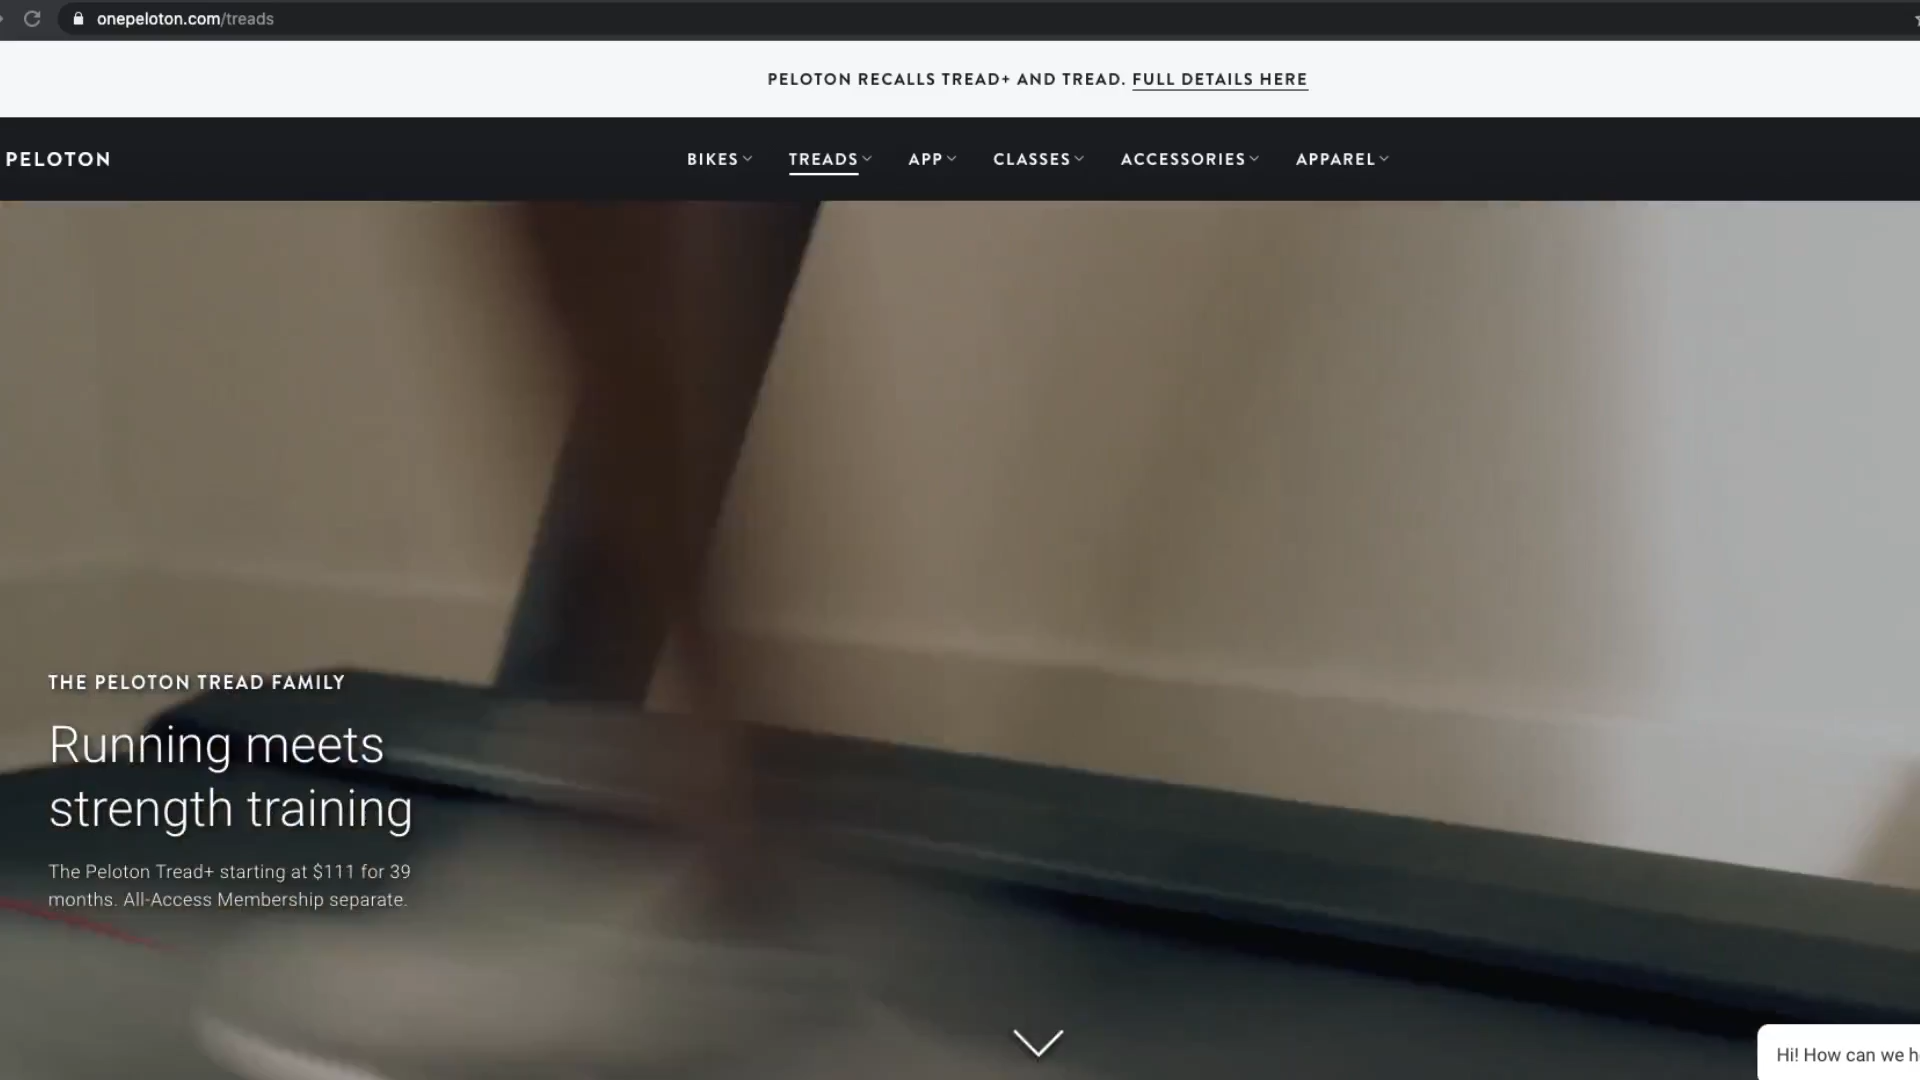 onepeloton.com/treads
PELOTON RECALLS TREAD+ AND TREAD. FULL DETAILS HERE
PELOTON
BIKES TREADS APP CLASSES ACCESSORIES APPAREL
THE PELOTON TREAD FAMILY
Running meets
strength training
The Peloton Tread+ starting at $111 for 39
months. All-Access Membership separate.
Hi! How can we h